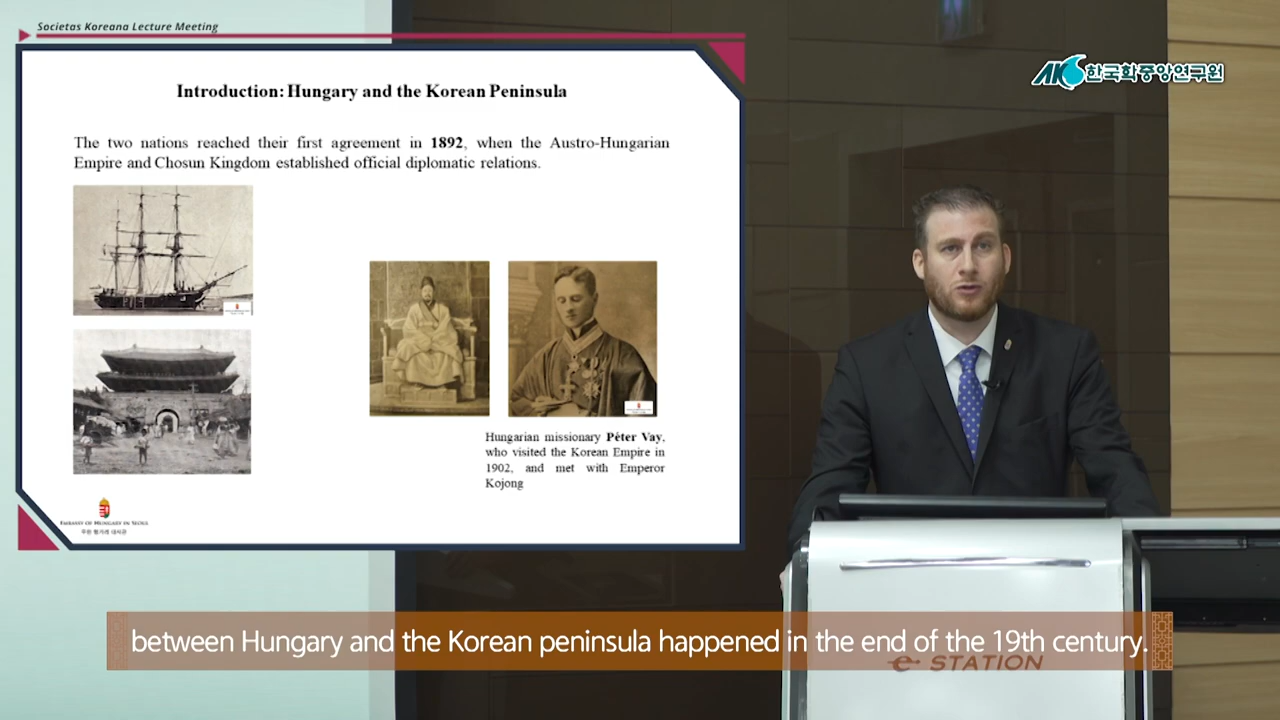 Societas Koreana Lecture Meeting
AKS 한국학중앙연구원
Introduction: Hungary and the Korean Peninsula
The two nations reached their first agreement in 1892, when the Austro-Hungarian
Empire and Chosun Kingdom established official diplomatic relations.
Hungarian missionary Péter Vay,
who visited the Korean Empire in
1902, and met with Emperor
Kojong
EMBASSY OF HUNGARY IN SEOUL
주한 헝가리 대사관
between Hungary and the Korean peninsula happened in the end of the 19th century.
e-STATION